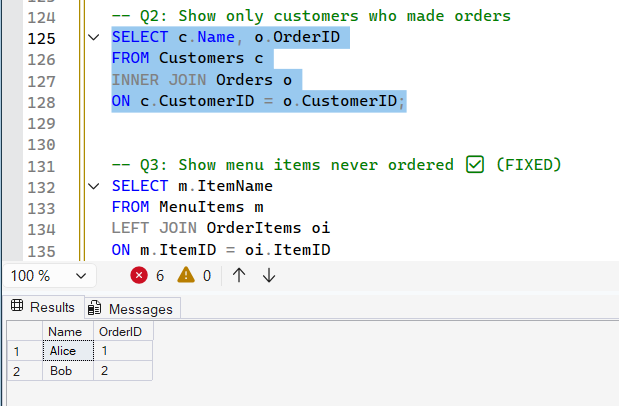 124 -- Q2: Show only customers who made orders
125 SELECT c.Name, o.OrderID
126 FROM Customers c
127 INNER JOIN Orders o
128 ON c.CustomerID = o.CustomerID;
129
130
131 -- Q3: Show menu items never ordered ✅ (FIXED)
132 SELECT m.ItemName
133 FROM MenuItems m
134 LEFT JOIN OrderItems oi
135 ON m.ItemID = oi.ItemID
100 % 6 0
Results Messages
Name OrderID
1 Alice 1
2 Bob 2